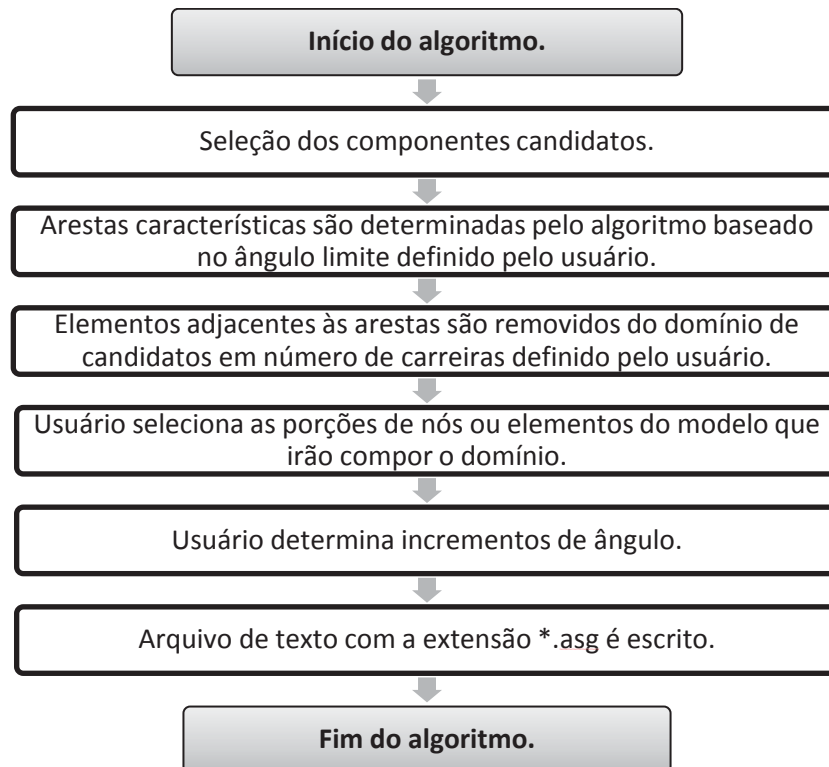 Início do algoritmo.
Seleção dos componentes candidatos.
Arestas características são determinadas pelo algoritmo baseado
no ângulo limite definido pelo usuário.
Elementos adjacentes às arestas são removidos do domínio de
candidatos em número de carreiras definido pelo usuário.
Usuário seleciona as porções de nós ou elementos do modelo que
irão compor o domínio.
Usuário determina incrementos de ângulo.
Arquivo de texto com a extensão *.asg é escrito.
Fim do algoritmo.